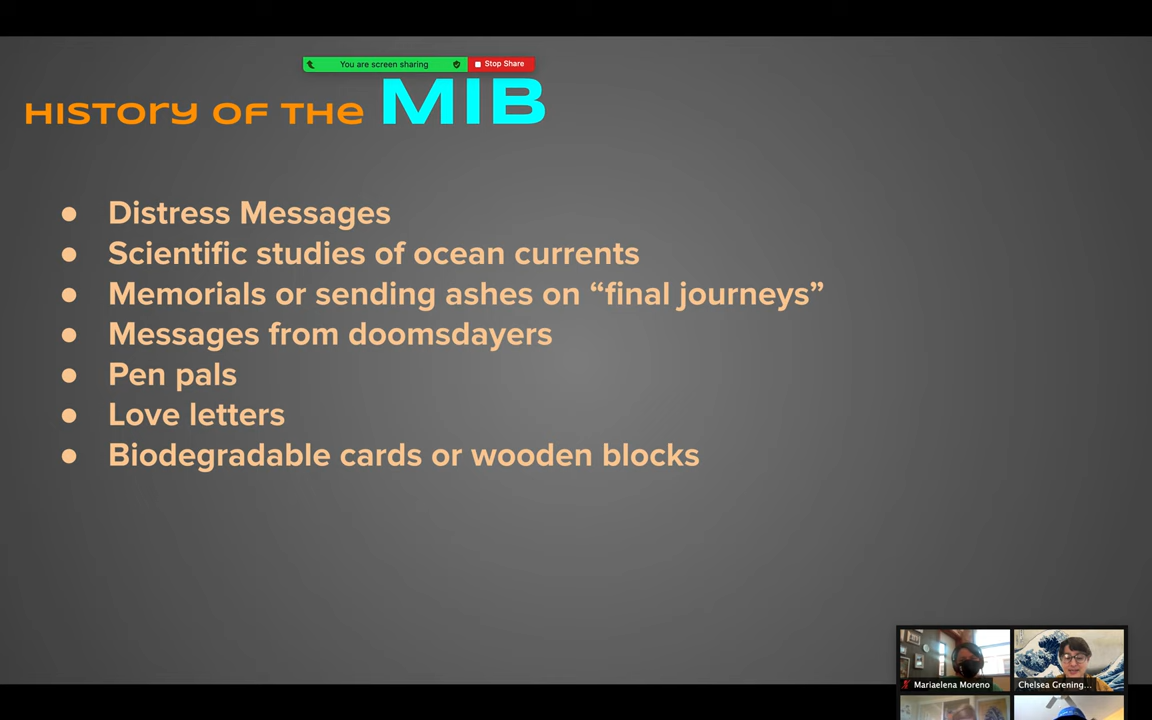 You are screen sharing
Stop Share
History of the MIB
Distress Messages
Scientific studies of ocean currents
Memorials or sending ashes on “final journeys”
Messages from doomsdayers
Pen pals
Love letters
Biodegradable cards or wooden blocks
Mariaelena Moreno
Chelsea Grening...